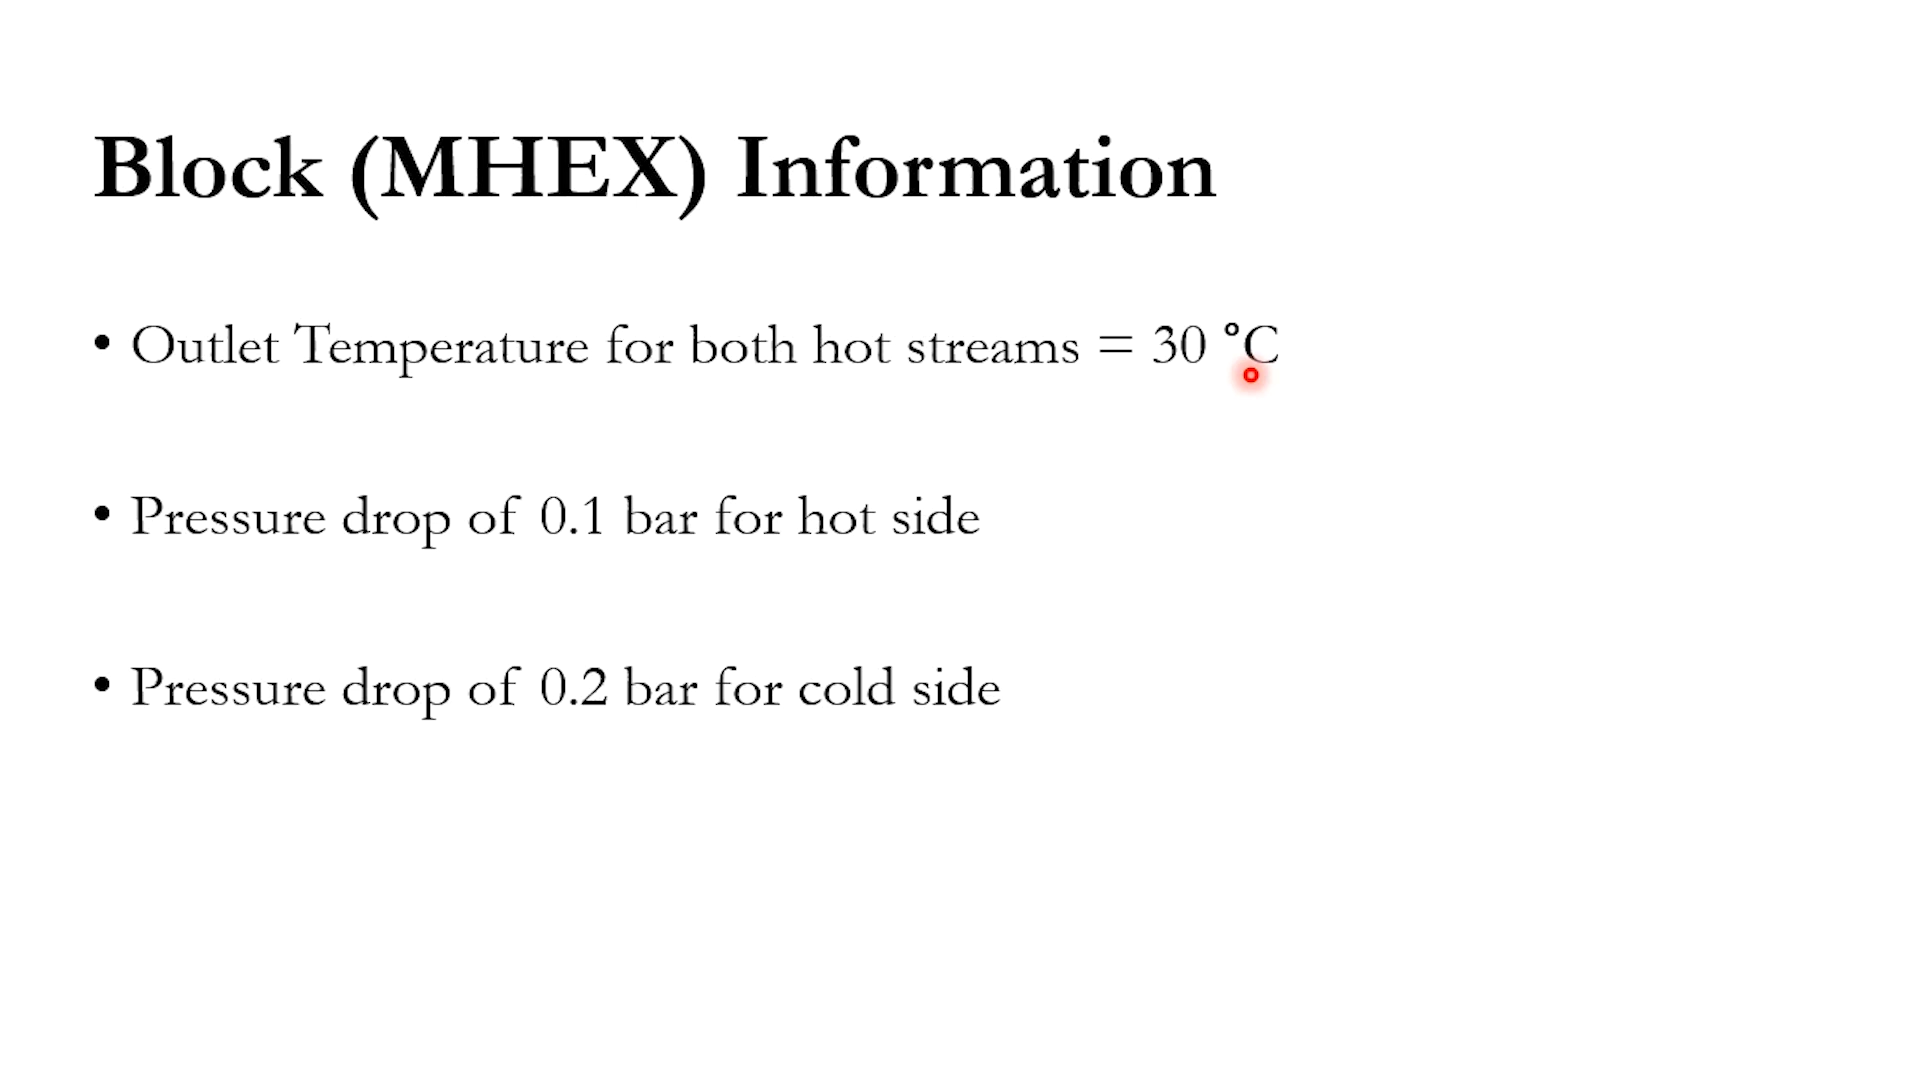 Block (MHEX) Information
• Outlet Temperature for both hot streams = 30 °C
• Pressure drop of 0.1 bar for hot side
• Pressure drop of 0.2 bar for cold side